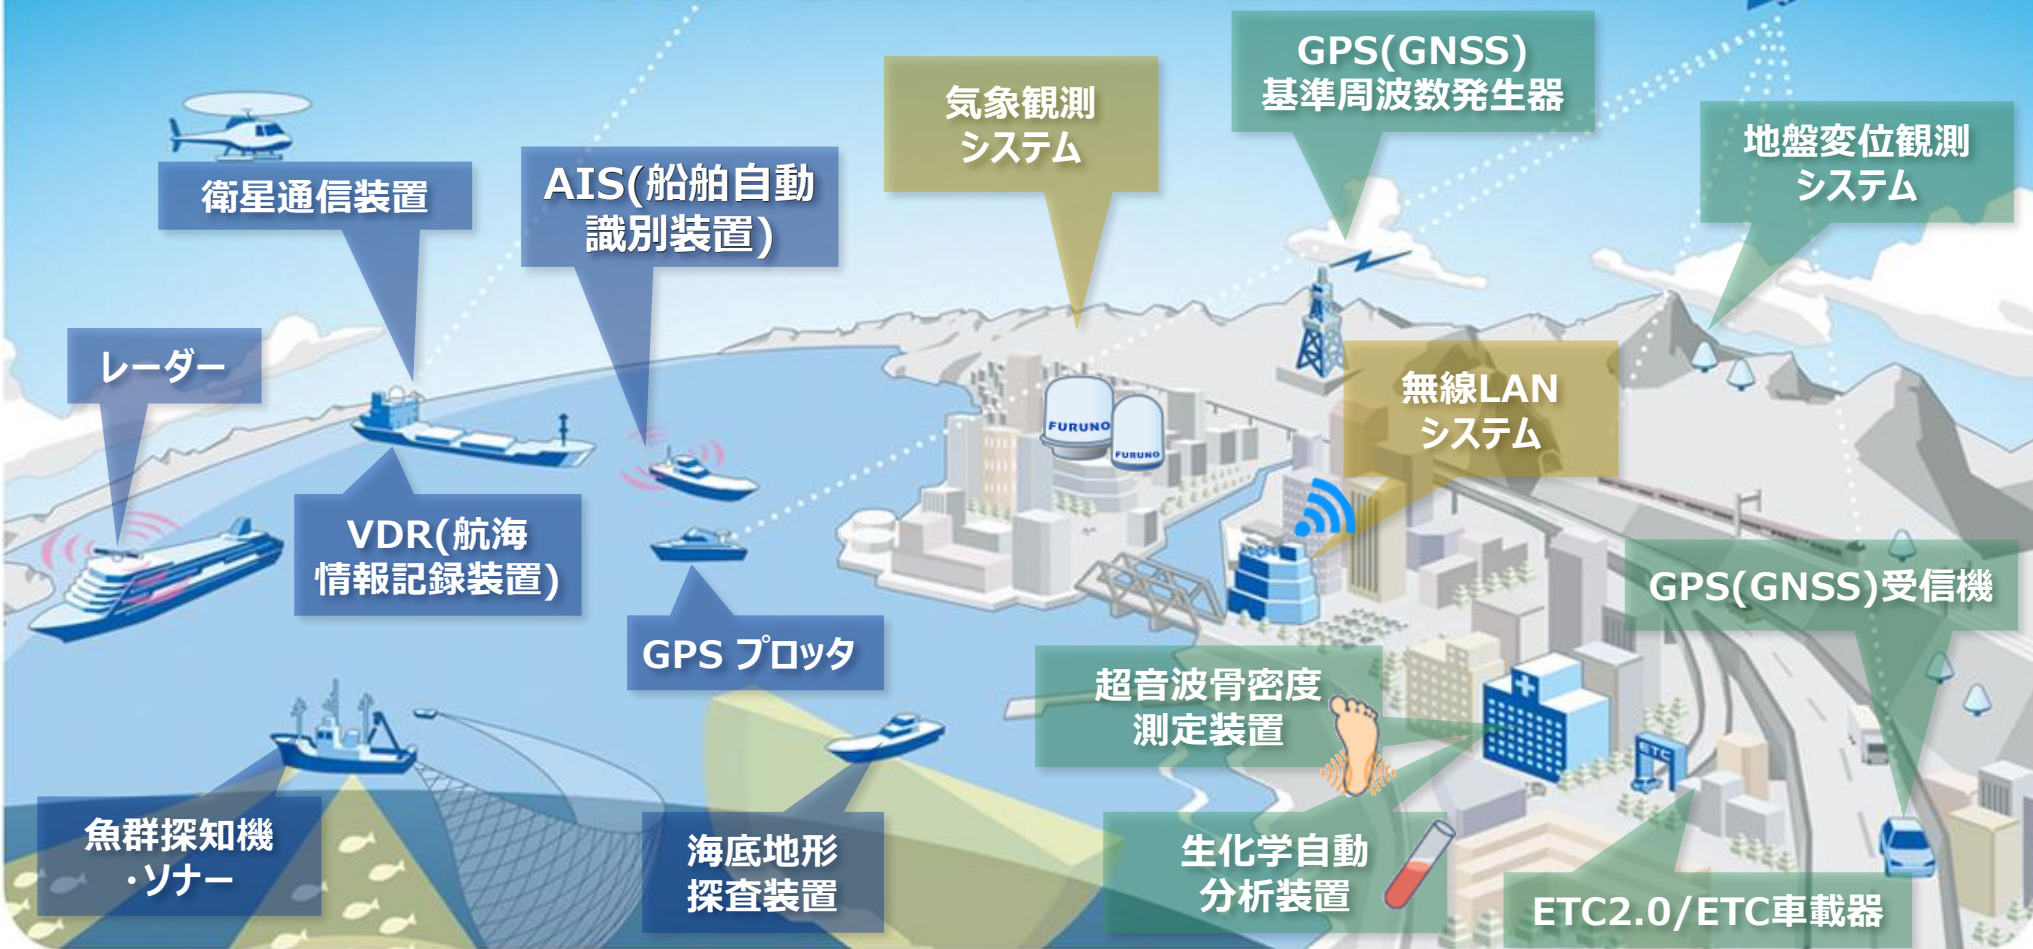 GPS(GNSS)
基準周波数発生器
気象観測
システム
地盤変位観測
システム
衛星通信装置
AIS(船舶自動
識別装置)
レーダー
無線LAN
システム
FURUNO
FURUNO
VDR(航海
情報記録装置)
GPS(GNSS)受信機
GPS プロッタ
超音波骨密度
測定装置
ETC
魚群探知機
・ソナー
海底地形
探査装置
生化学自動
分析装置
ETC2.0/ETC車載器